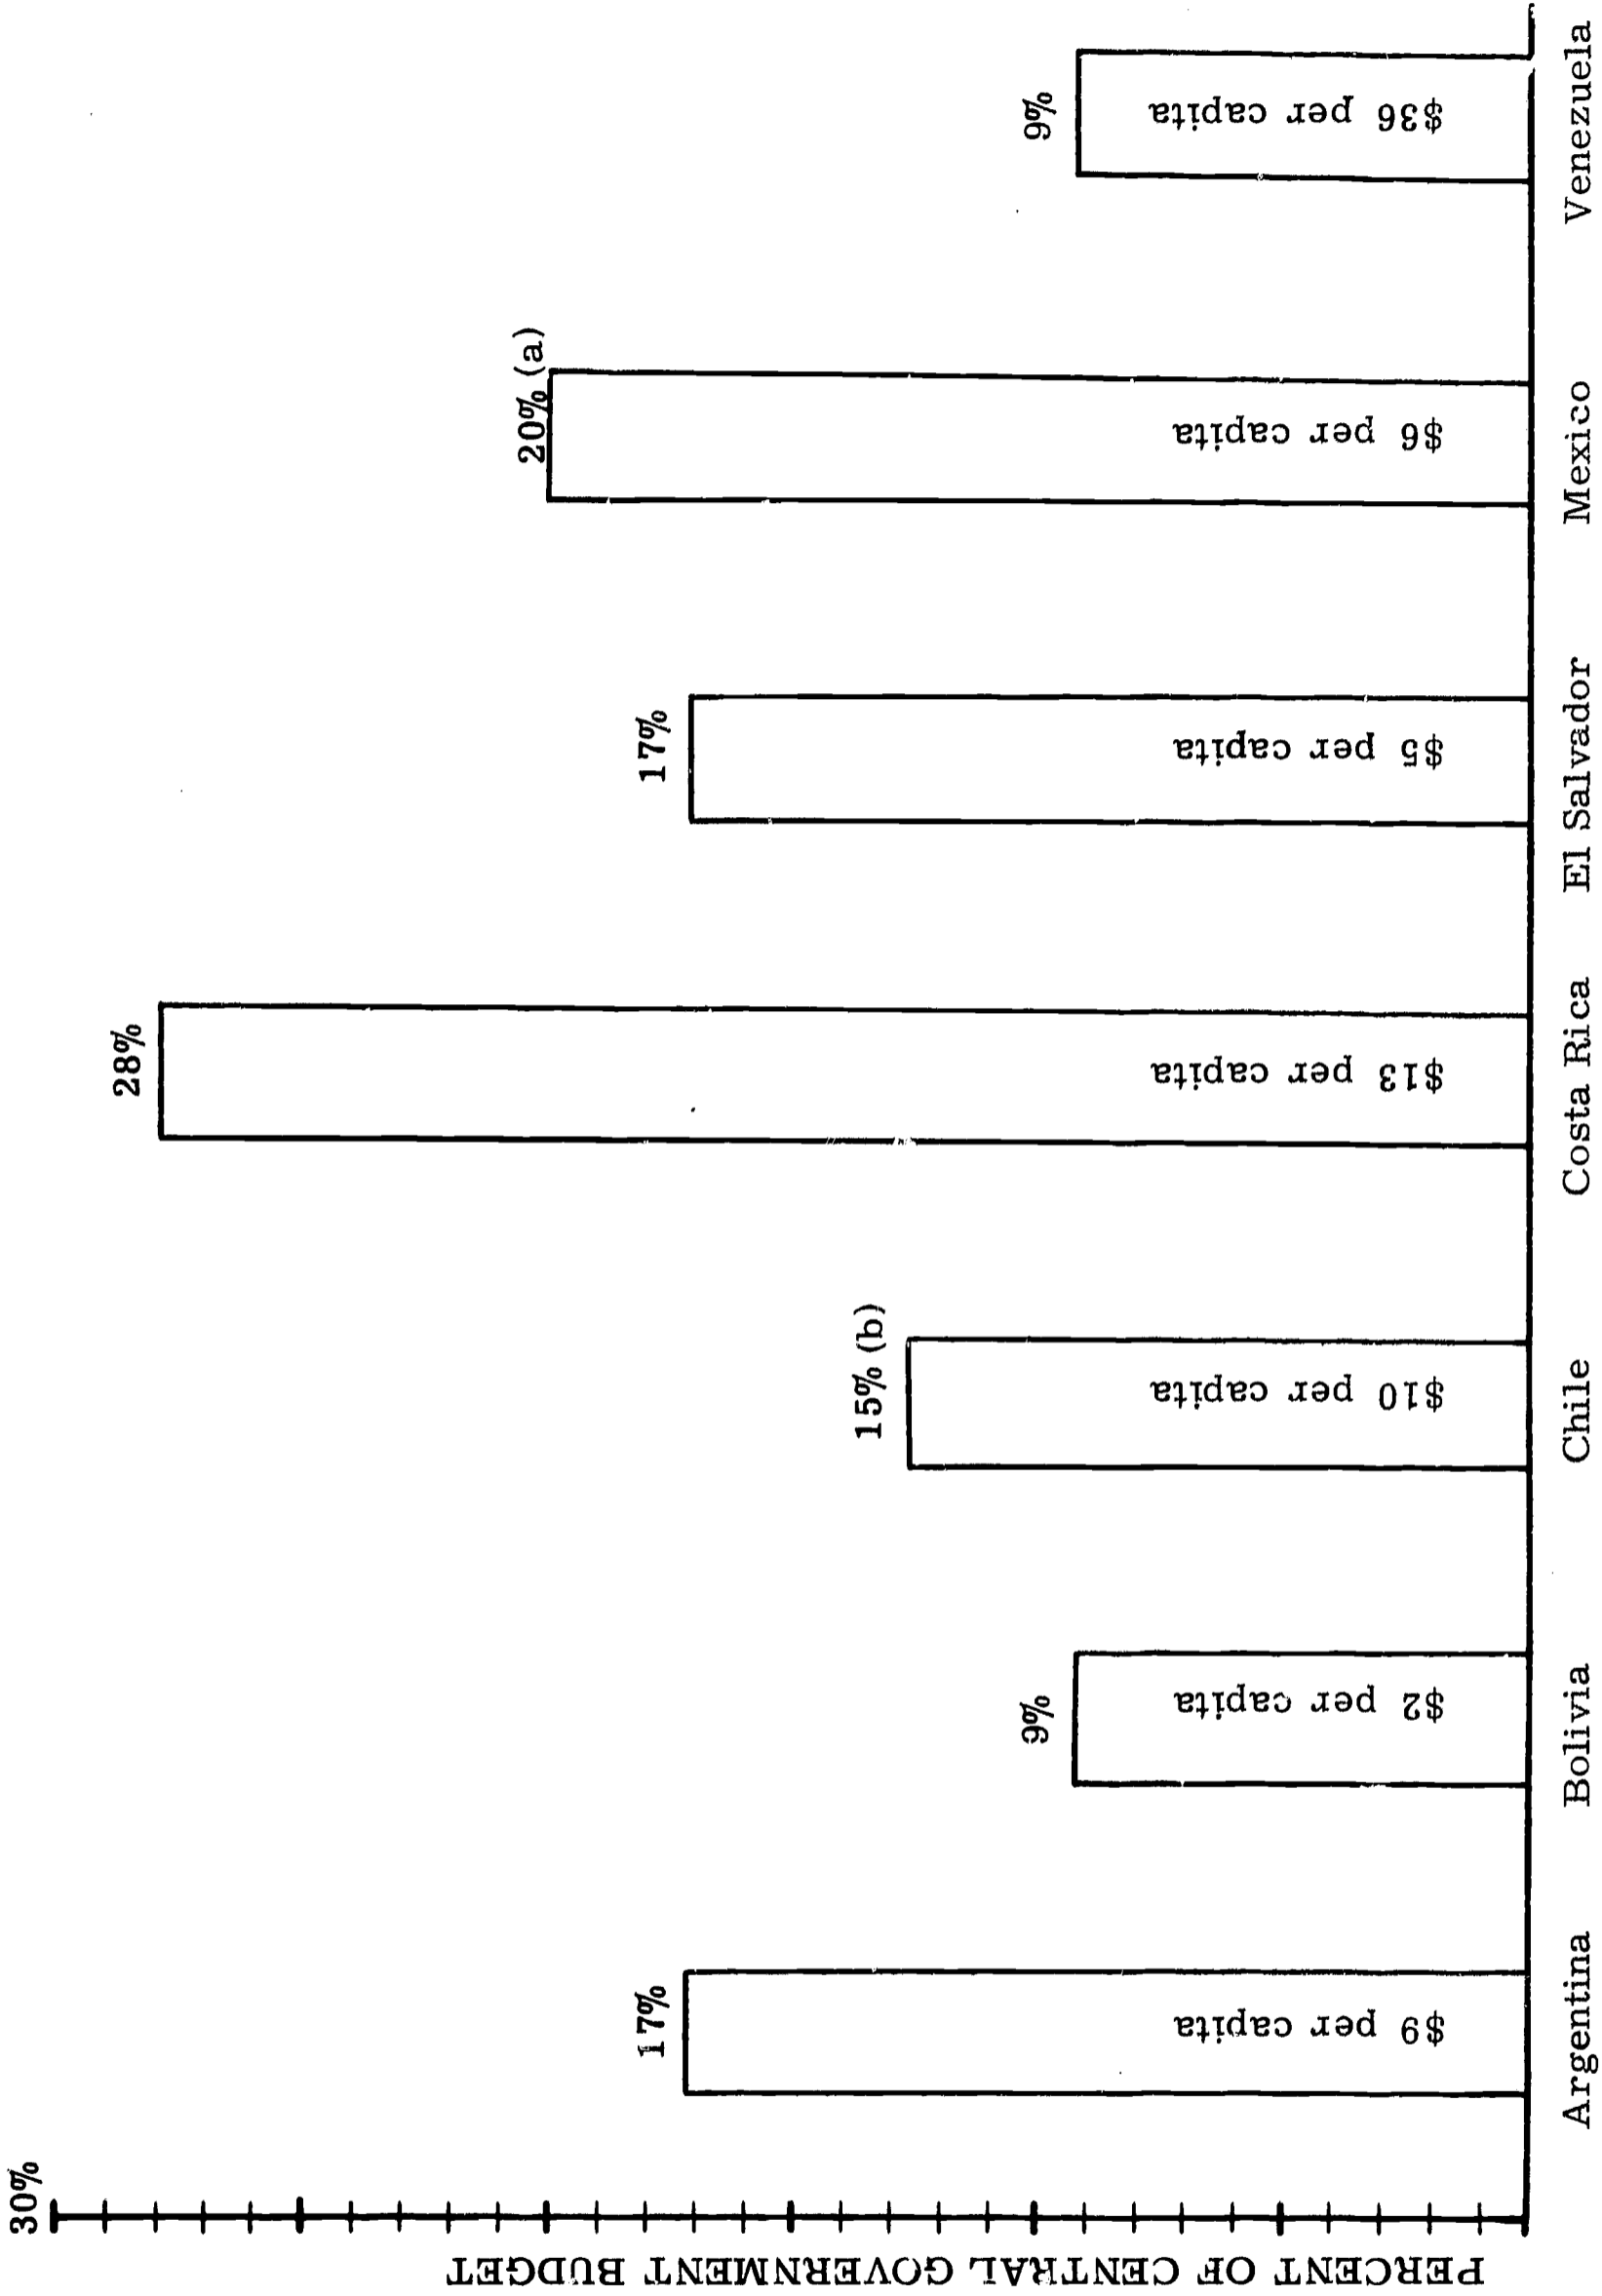 30%
PERCENT OF CENTRAL GOVERNMENT BUDGET
17%
$9 per capita
Argentina
9%
$2 per capita
Bolivia
15% (b)
$10 per capita
Chile
28%
$13 per capita
Costa Rica
17%
$5 per capita
El Salvador
20% (a)
$6 per capita
Mexico
9%
$36 per capita
Venezuela